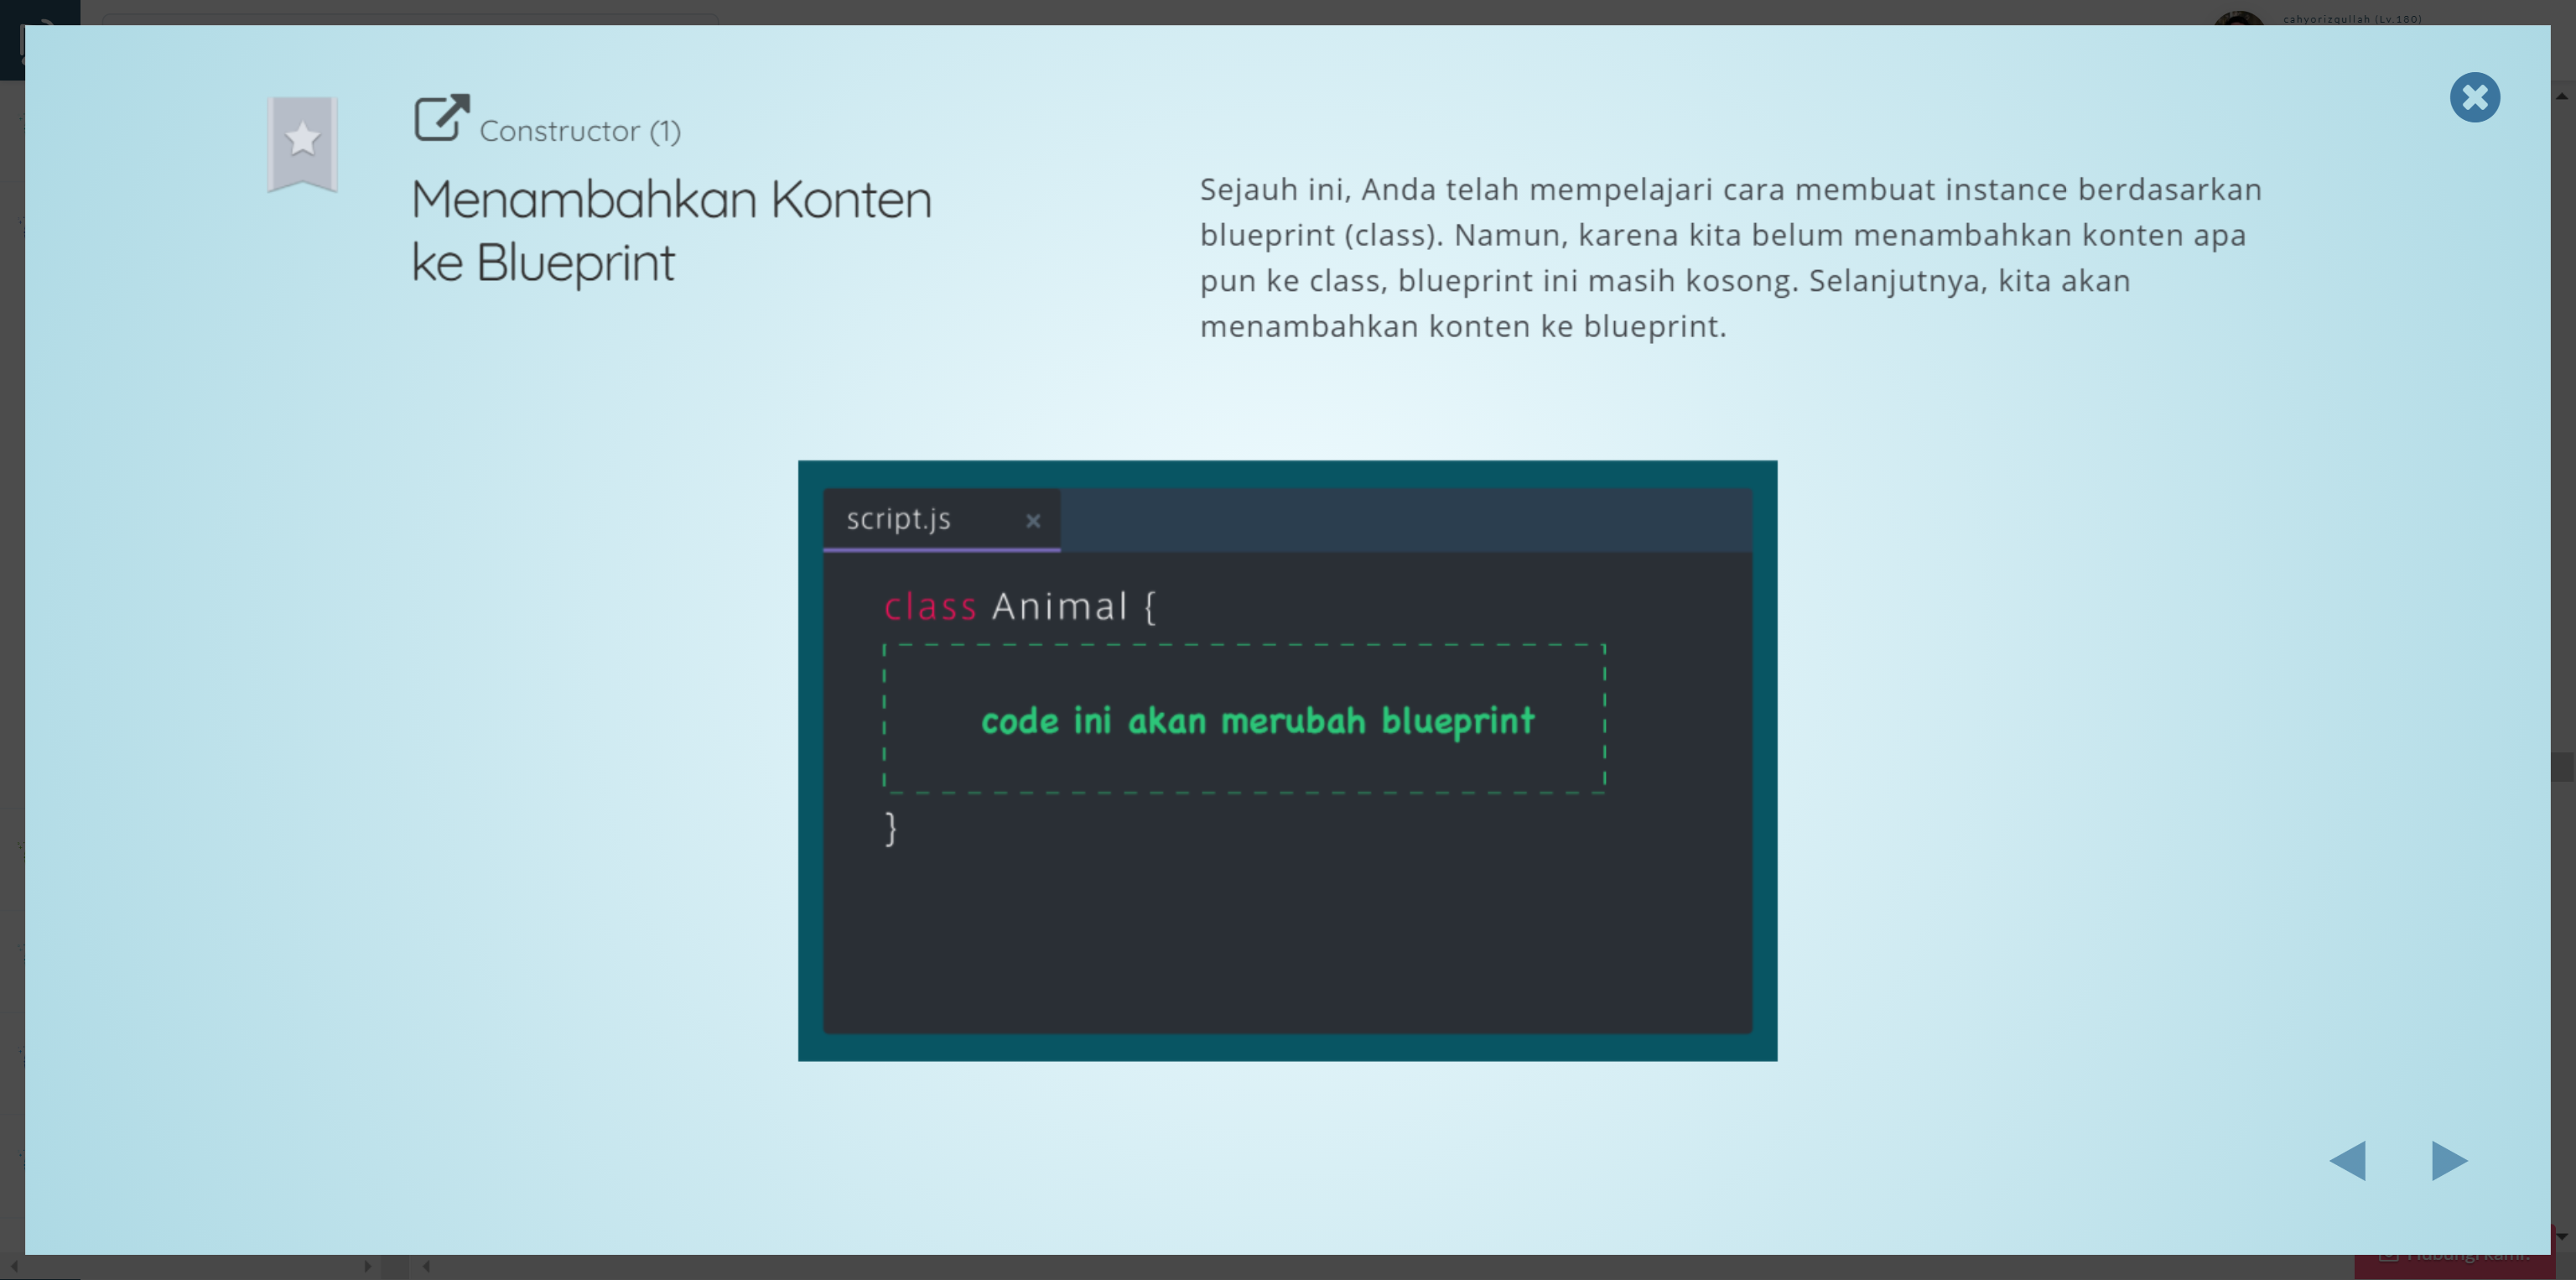 cahyorizqullah (Lv.180)
Constructor (1)
Menambahkan Konten
ke Blueprint
Sejauh ini, Anda telah mempelajari cara membuat instance berdasarkan
blueprint (class). Namun, karena kita belum menambahkan konten apa
pun ke class, blueprint ini masih kosong. Selanjutnya, kita akan
menambahkan konten ke blueprint.
script.js
class Animal {
code ini akan merubah blueprint
}
Hubungi kami!